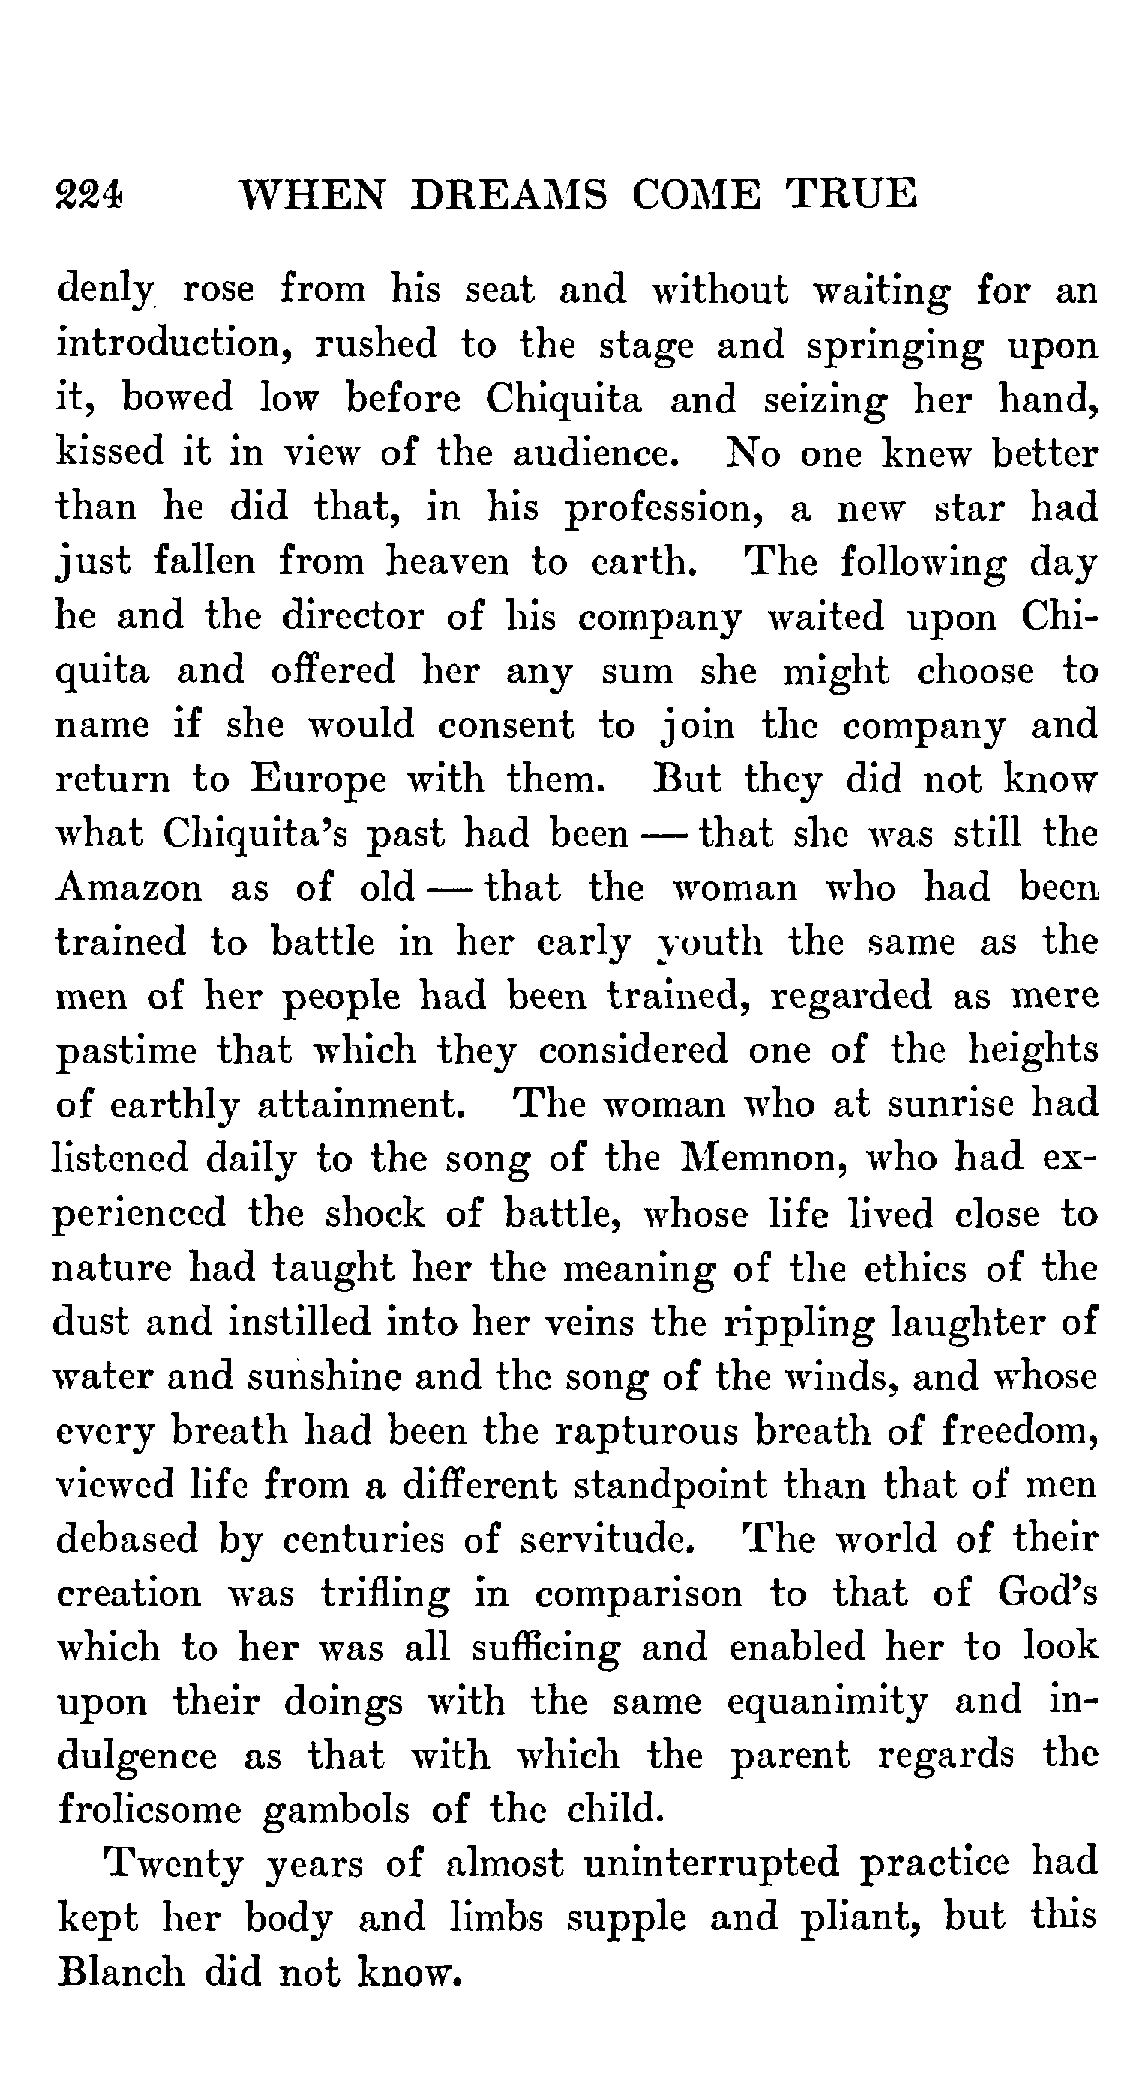 224 WHEN DREAMS COME TRUE
denly rose from his seat and without waiting for an
introduction, rushed to the stage and springing upon
it, bowed low before Chiquita and seizing her hand,
kissed it in view of the audience. No one knew better
than he did that, in his profession, a new star had
just fallen from heaven to earth. The following day
he and the director of his company waited upon Chi-
quita and offered her any sum she might choose to
name if she would consent to join the company and
return to Europe with them. But they did not know
what Chiquita's past had been — that she was still the
Amazon as of old — that the woman who had been
trained to battle in her early youth the same as the
men of her people had been trained, regarded as mere
pastime that which they considered one of the heights
of earthly attainment. The woman who at sunrise had
listened daily to the song of the Memnon, who had ex-
perienced the shock of battle, whose life lived close to
nature had taught her the meaning of the ethics of the
dust and instilled into her veins the rippling laughter of
water and sunshine and the song of the winds, and whose
every breath had been the rapturous breath of freedom,
viewed life from a different standpoint than that of men
debased by centuries of servitude. The world of their
creation was trifling in comparison to that of God's
which to her was all sufficing and enabled her to look
upon their doings with the same equanimity and in-
dulgence as that with which the parent regards the
frolicsome gambols of the child.
Twenty years of almost uninterrupted practice had
kept her body and limbs supple and pliant, but this
Blanch did not know.